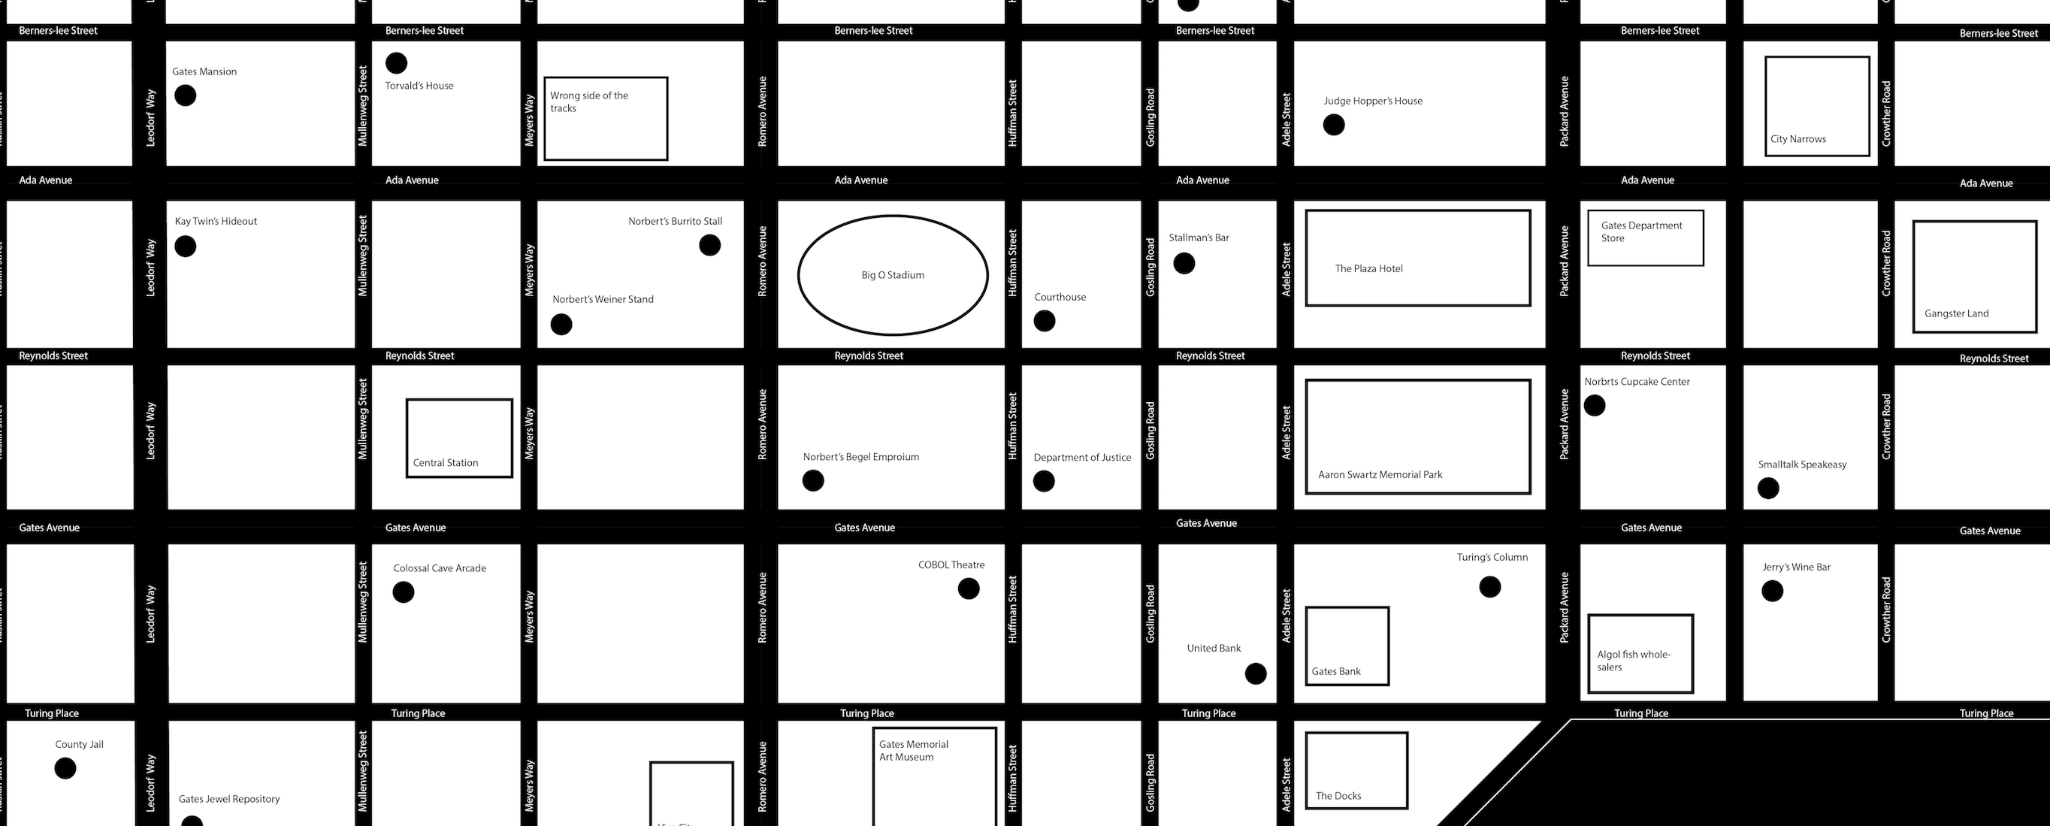 Berners-lee Street
Berners-lee Street
Berners-lee Street
Berners-lee Street
Berners-lee Street
Berners-lee Street
Gates Mansion
Torvald's House
Wrong side of the
tracks
Judge Hopper's House
City Narrows
Leodorf Way
Mullenweg Street
Meyers Way
Romero Avenue
Huffman Street
Gosling Road
Adele Street
Packard Avenue
Crowther Road
Ada Avenue
Ada Avenue
Ada Avenue
Ada Avenue
Ada Avenue
Ada Avenue
Kay Twin's Hideout
Norbert's Burrito Stall
Norbert's Weiner Stand
Big O Stadium
Courthouse
Stallman's Bar
The Plaza Hotel
Gates Department
Store
Gangster Land
Leodorf Way
Mullenweg Street
Meyers Way
Romero Avenue
Huffman Street
Gosling Road
Adele Street
Packard Avenue
Crowther Road
Reynolds Street
Reynolds Street
Reynolds Street
Reynolds Street
Reynolds Street
Reynolds Street
Central Station
Norbert's Begel Emproium
Department of Justice
Aaron Swartz Memorial Park
Norbrts Cupcake Center
Smalltalk Speakeasy
Leodorf Way
Mullenweg Street
Meyers Way
Romero Avenue
Huffman Street
Gosling Road
Adele Street
Packard Avenue
Crowther Road
Gates Avenue
Gates Avenue
Gates Avenue
Gates Avenue
Gates Avenue
Gates Avenue
Colossal Cave Arcade
COBOL Theatre
United Bank
Turing's Column
Gates Bank
Algol fish whole-
salers
Jerry's Wine Bar
Leodorf Way
Mullenweg Street
Meyers Way
Romero Avenue
Huffman Street
Gosling Road
Adele Street
Packard Avenue
Crowther Road
Turing Place
Turing Place
Turing Place
Turing Place
Turing Place
Turing Place
County Jail
Gates Jewel Repository
Gates Memorial
Art Museum
The Docks
Leodorf Way
Mullenweg Street
Meyers Way
Romero Avenue
Huffman Street
Gosling Road
Adele Street